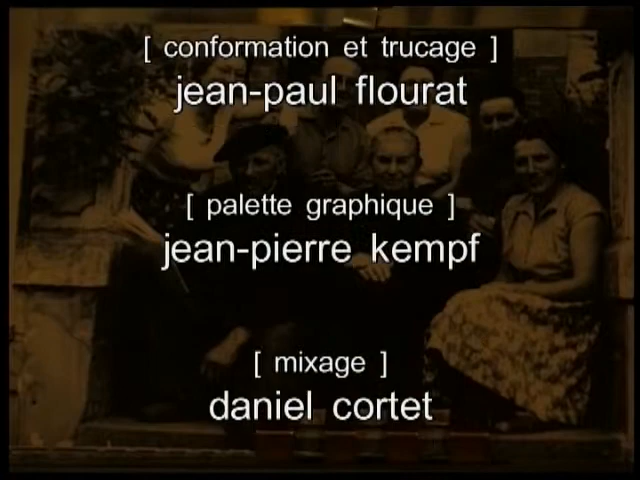 [ conformation et trucage ]
jean-paul flourat
[ palette graphique ]
jean-pierre kempf
[ mixage ]
daniel cortet